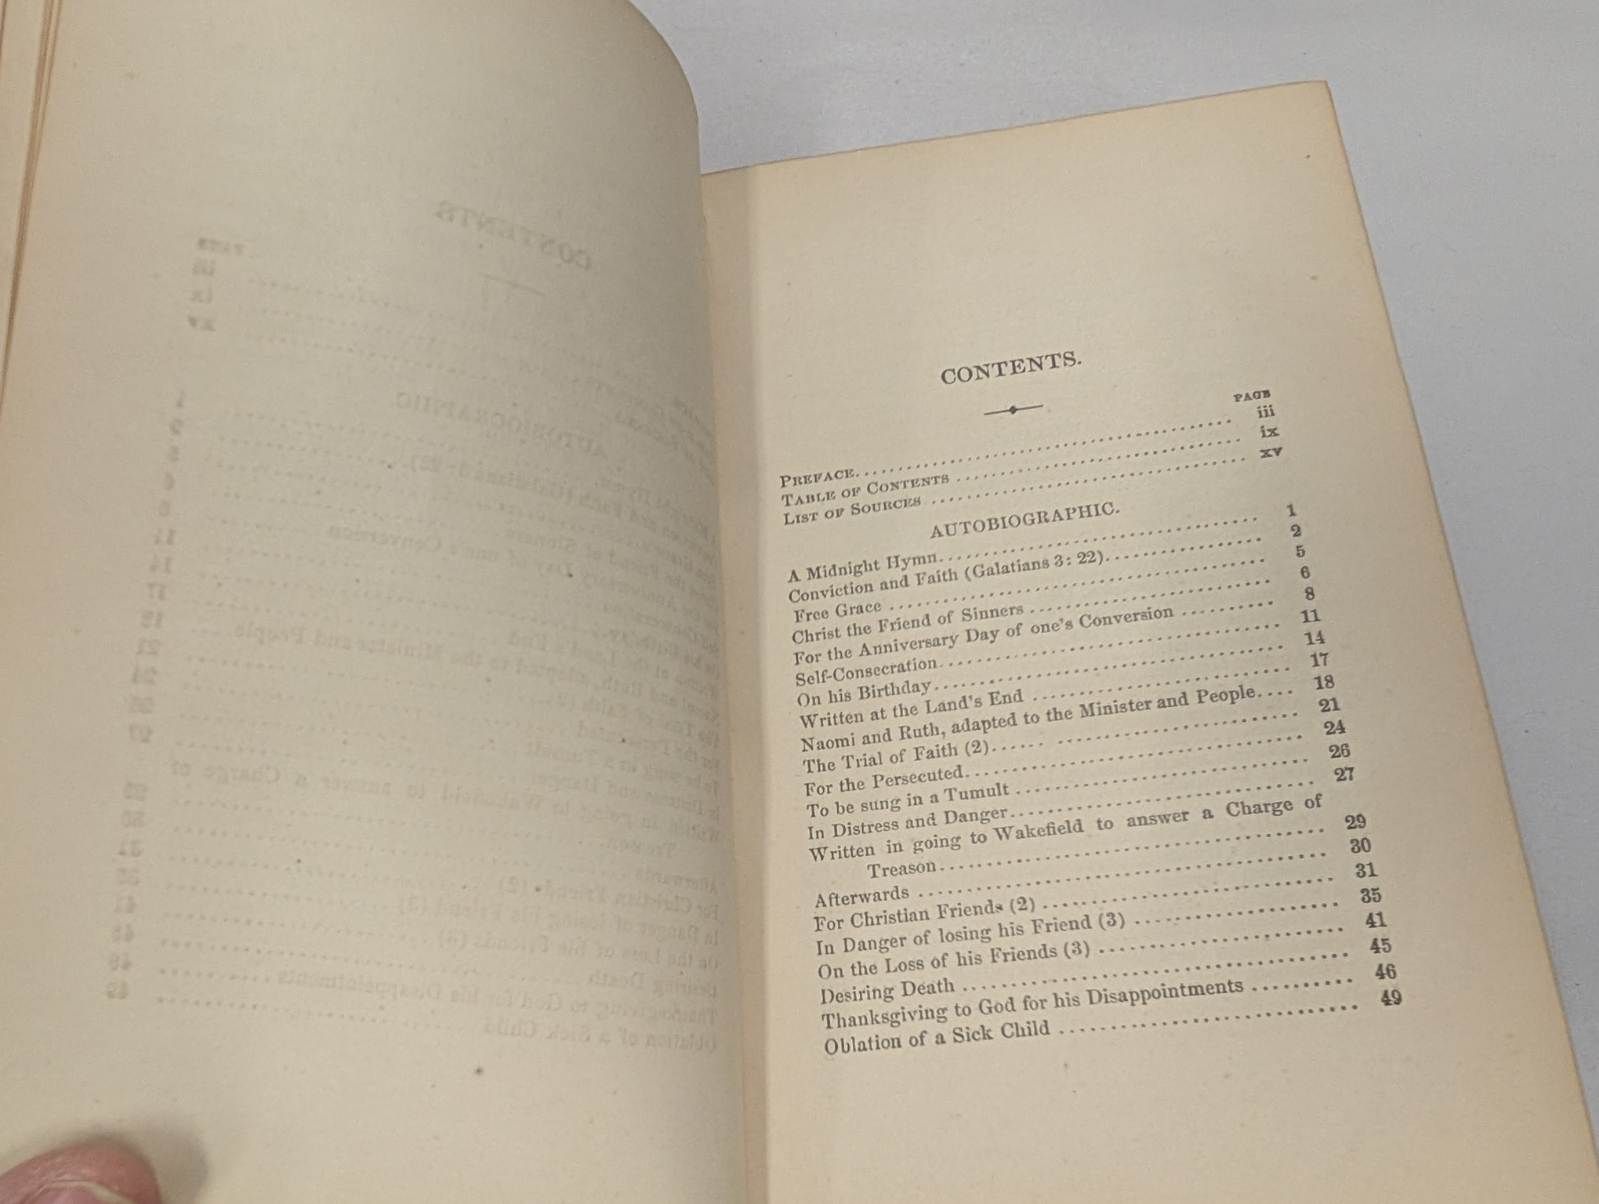 CONTENTS.
PAGE
PREFACE........................................ iii
TABLE OF CONTENTS ........................................ ix
LIST OF SOURCES ........................................ xv
AUTOBIOGRAPHIC.
A Midnight Hymn........................................ 1
Conviction and Faith (Galatians 3: 22).................... 2
Free Grace ........................................ 5
Christ the Friend of Sinners .............................. 6
For the Anniversary Day of one's Conversion .......... 8
Self-Consecration.................................... 11
On his Birthday...................................... 14
Written at the Land's End .............................. 17
Naomi and Ruth, adapted to the Minister and People.... 18
The Trial of Faith (2)...... ........................ 21
For the Persecuted.................................... 24
To be sung in a Tumult ................................ 26
In Distress and Danger................................ 27
Written in going to Wakefield to answer a Charge of
Treason........................................ 29
Afterwards ........................................ 30
For Christian Friends (2) .............................. 31
In Danger of losing his Friend (3) .................... 35
On the Loss of his Friends (3) ........................ 41
Desiring Death ...................................... 45
Thanksgiving to God for his Disappointments .......... 46
Oblation of a Sick Child .............................. 49